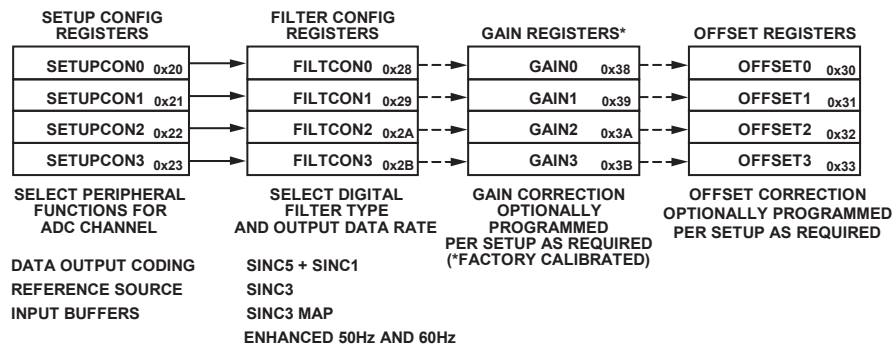 SETUP CONFIG
REGISTERS
FILTER CONFIG
REGISTERS
GAIN REGISTERS*
OFFSET REGISTERS
SETUPCON0 0x20
FILTCON0 0x28
GAIN0 0x38
OFFSET0 0x30
SETUPCON1 0x21
FILTCON1 0x29
GAIN1 0x39
OFFSET1 0x31
SETUPCON2 0x22
FILTCON2 0x2A
GAIN2 0x3A
OFFSET2 0x32
SETUPCON3 0x23
FILTCON3 0x2B
GAIN3 0x3B
OFFSET3 0x33
SELECT PERIPHERAL
FUNCTIONS FOR
ADC CHANNEL
SELECT DIGITAL
FILTER TYPE
AND OUTPUT DATA RATE
GAIN CORRECTION
OPTIONALLY
PROGRAMMED
PER SETUP AS REQUIRED
(*FACTORY CALIBRATED)
OFFSET CORRECTION
OPTIONALLY PROGRAMMED
PER SETUP AS REQUIRED
DATA OUTPUT CODING
REFERENCE SOURCE
INPUT BUFFERS
SINC5 + SINC1
SINC3
SINC3 MAP
ENHANCED 50Hz AND 60Hz